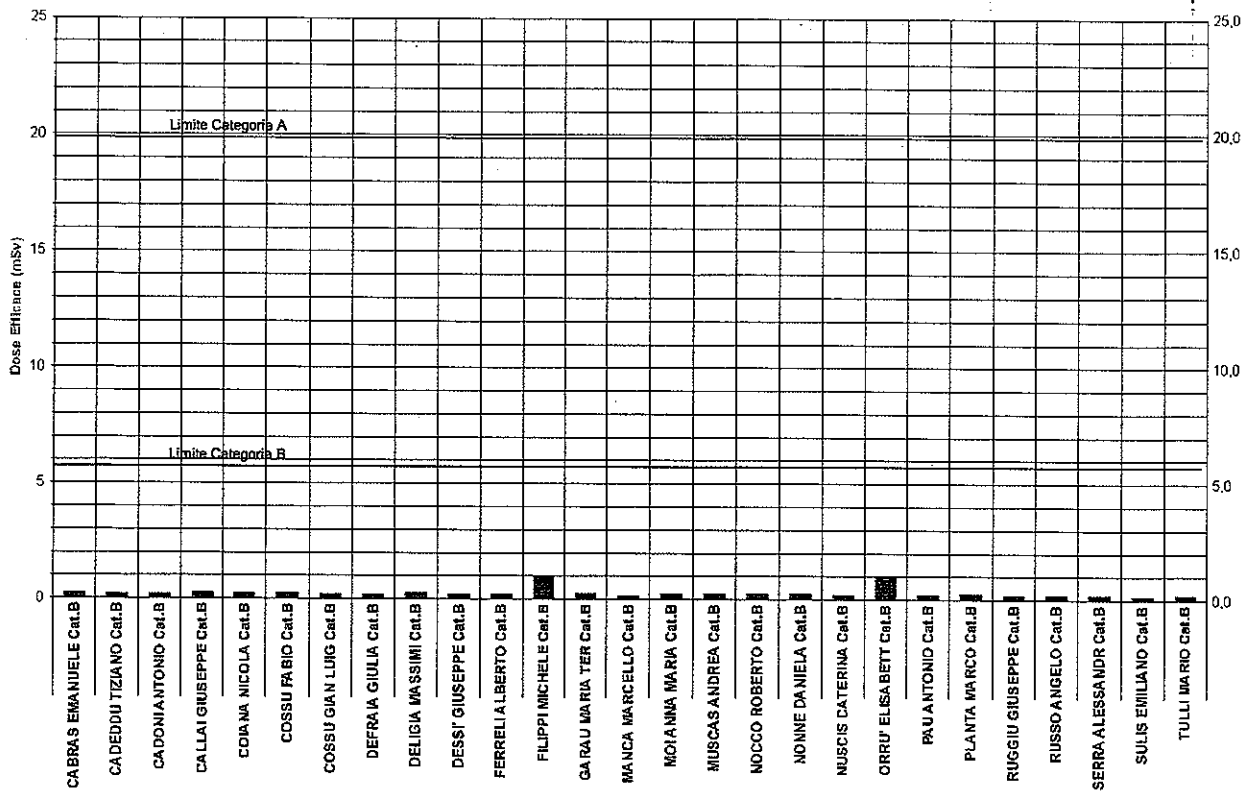 25
25,0
Limite Categoria A
20
20,0
15
15,0
Dose Efficace (mSv)
10
10,0
Limite Categoria B
5
5,0
0
0,0
CABRAS EMANUELE Cat.B
CADEDDU TIZIANO Cat.B
CADONI ANTONIO Cat.B
CALLAI GIUSEPPE Cat.B
COIANA NICOLA Cat.B
COSSU FABIO Cat.B
COSSU GIAN LUIG Cat.B
DEFRAIA GIULIA Cat.B
DELIGIA MASSIMI Cat.B
DESSI' GIUSEPPE Cat.B
FERRELI ALBERTO Cat.B
FILIPPI MICHELE Cat.B
GARAU MARIA TER Cat.B
MANCA MARCELLO Cat.B
MOI ANNA MARIA Cat.B
MUSCAS ANDREA Cat.B
NOCCO ROBERTO Cat.B
NONNE DANIELA Cat.B
NUSCIS CATERINA Cat.B
ORRU' ELISABETT Cat.B
PAU ANTONIO Cat.B
PLANTA MARCO Cat.B
RUGGIU GIUSEPPE Cat.B
RUSSO ANGELO Cat.B
SERRA ALESSANDR Cat.B
SULIS EMILIANO Cat.B
TULLI MARIO Cat.B